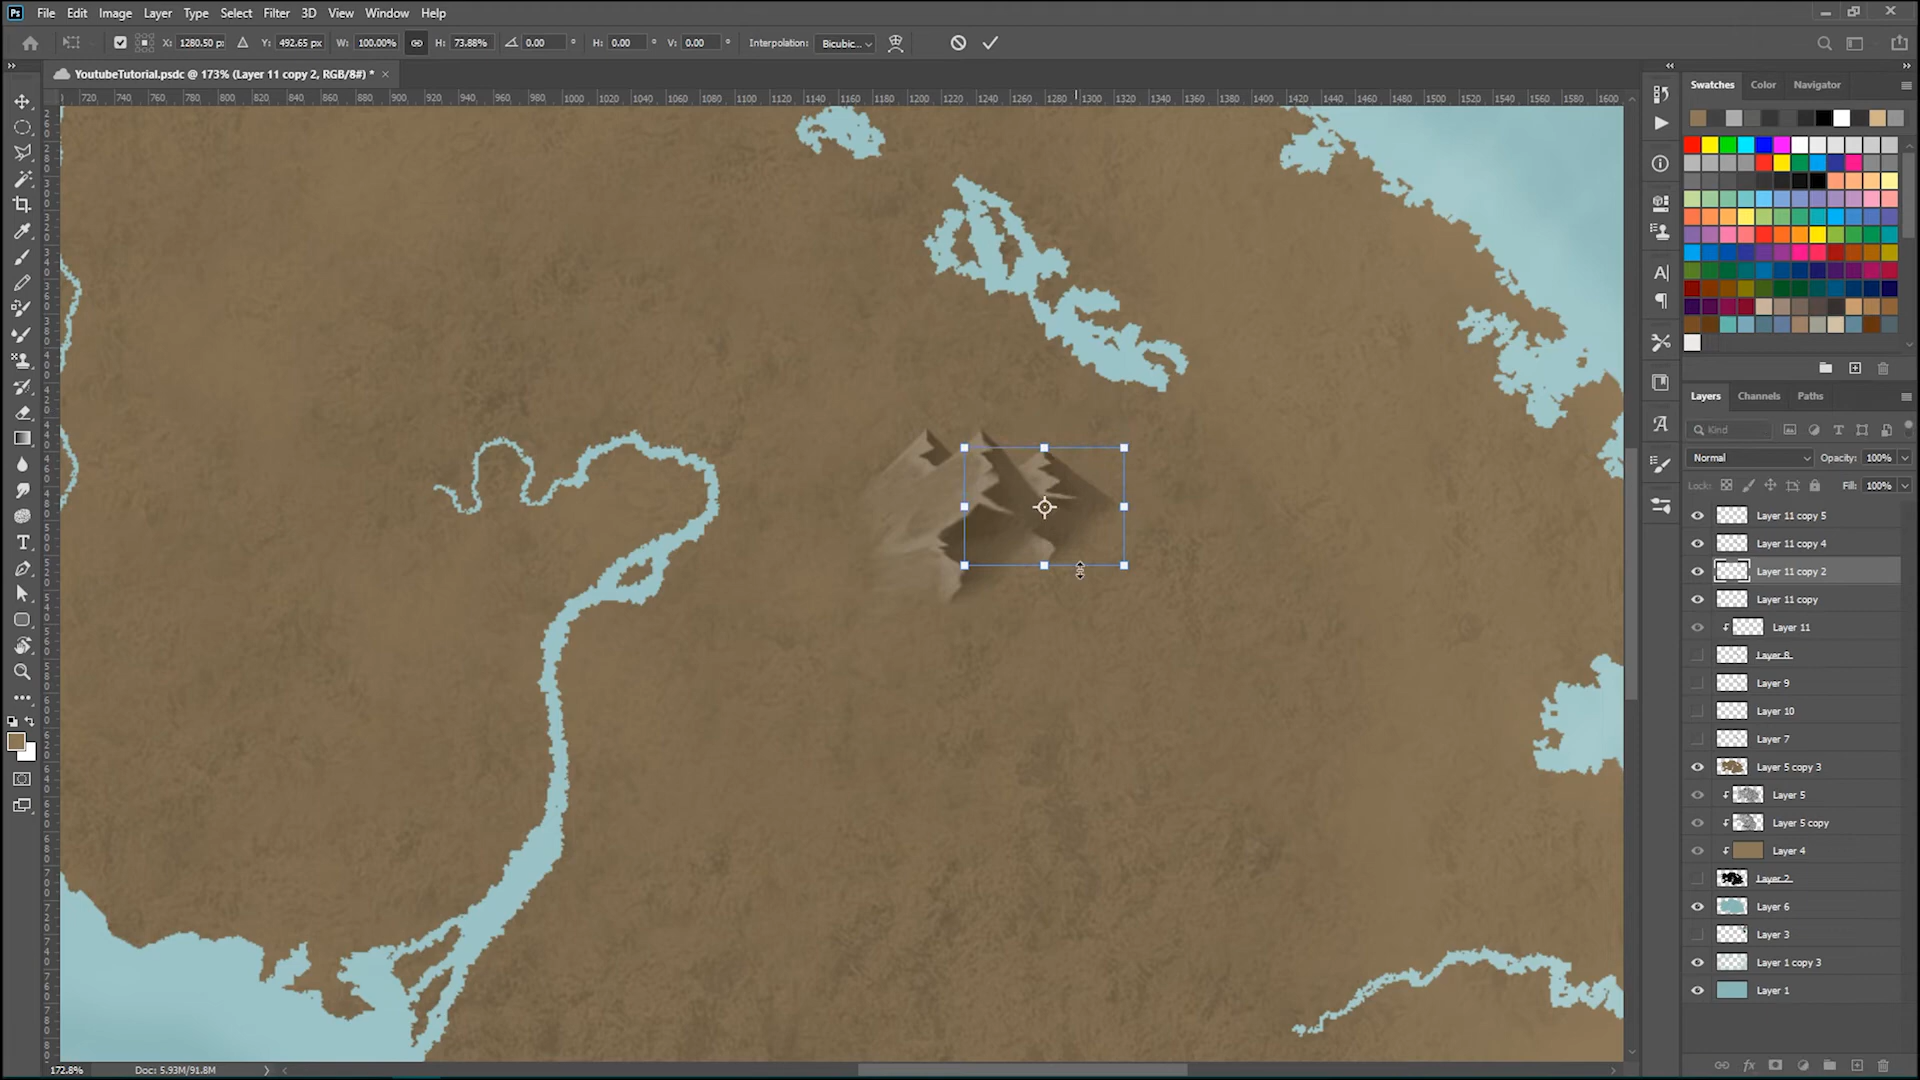 Ps File Edit Image Layer Type Select Filter 3D View Window Help
X: 1280.50 p: Y: 492.65 px W: 100.00% H: 73.88% 0.00 ° H: 0.00 ° V: 0.00 ° Interpolation: Bicubic...
YoutubeTutorial.psdc @ 173% (Layer 11 copy 2, RGB/8#) * ×
720 740 760 780 800 820 840 860 880 900 920 940 960 980 1000 1020 1040 1060 1080 1100 1120 1140 1160 1180 1200 1220 1240 1260 1280 1300 1320 1340 1360 1380 1400 1420 1440 1460 1480 1500 1520 1540 1560 1580 1600
Swatches Color Navigator
Layers Channels Paths
Kind
Normal Opacity: 100%
Lock: Fill: 100%
Layer 11 copy 5
Layer 11 copy 4
Layer 11 copy 2
Layer 11 copy
Layer 11
Layer 8
Layer 9
Layer 10
Layer 7
Layer 5 copy 3
Layer 5
Layer 5 copy
Layer 4
Layer 2
Layer 6
Layer 3
Layer 1 copy 3
Layer 1
172.8% Doc: 5.93M/91.8M